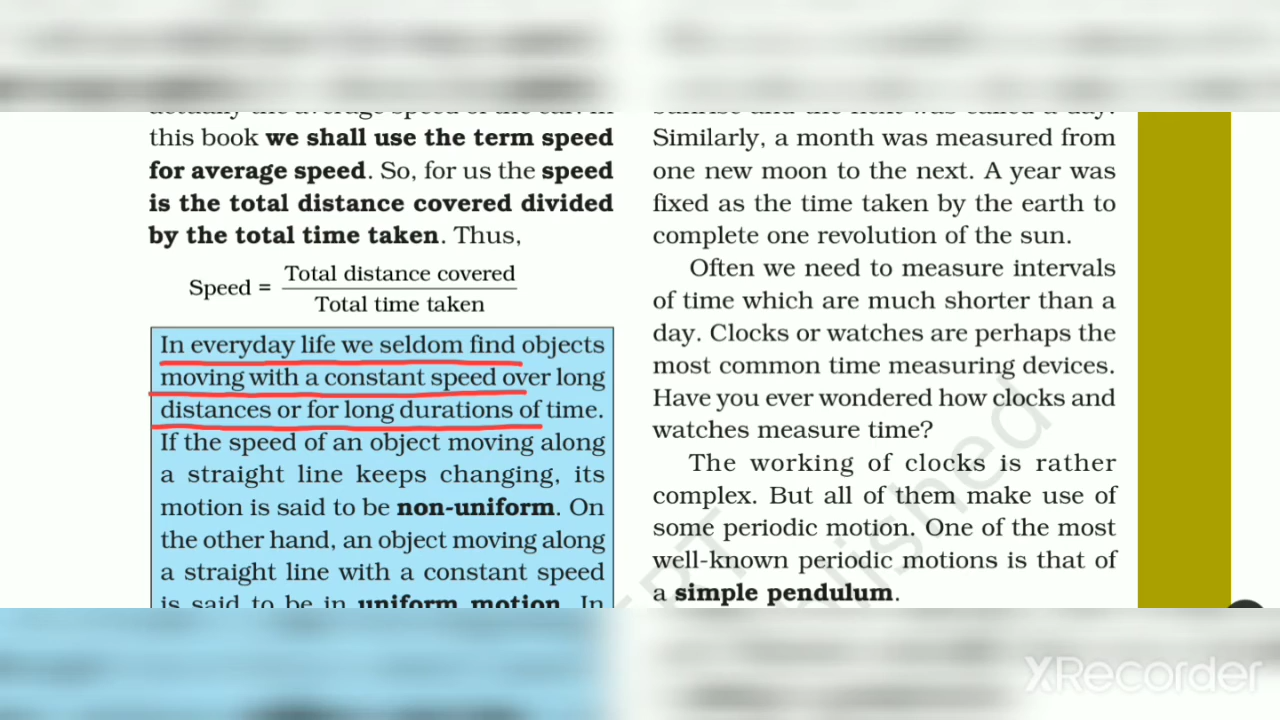 this book we shall use the term speed
for average speed. So, for us the speed
is the total distance covered divided
by the total time taken. Thus,
Speed = Total distance covered
Total time taken
In everyday life we seldom find objects
moving with a constant speed over long
distances or for long durations of time.
If the speed of an object moving along
a straight line keeps changing, its
motion is said to be non-uniform. On
the other hand, an object moving along
a straight line with a constant speed
is said to be in uniform motion. In
sunrise and the next was called a day.
Similarly, a month was measured from
one new moon to the next. A year was
fixed as the time taken by the earth to
complete one revolution of the sun.
Often we need to measure intervals
of time which are much shorter than a
day. Clocks or watches are perhaps the
most common time measuring devices.
Have you ever wondered how clocks and
watches measure time?
The working of clocks is rather
complex. But all of them make use of
some periodic motion. One of the most
well-known periodic motions is that of
a simple pendulum.
XRecorder